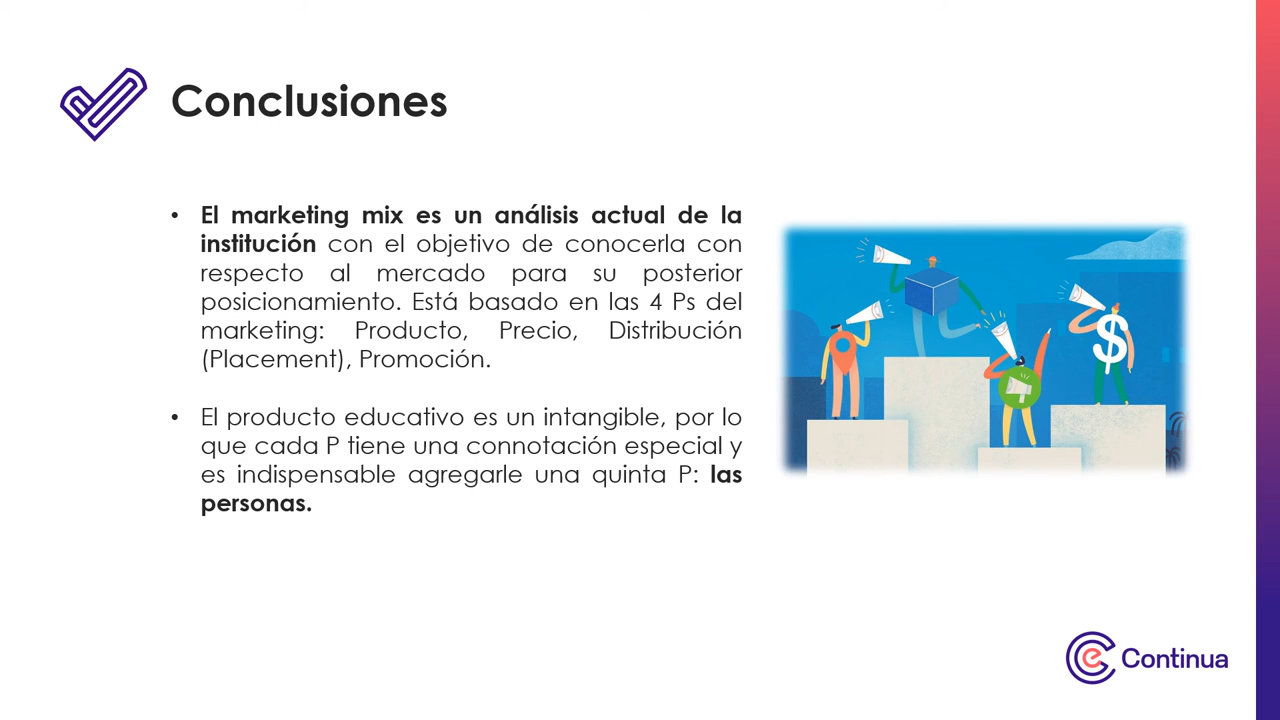 Conclusiones
• El marketing mix es un análisis actual de la
institución con el objetivo de conocerla con
respecto al mercado para su posterior
posicionamiento. Está basado en las 4 Ps del
marketing: Producto, Precio, Distribución
(Placement), Promoción.
• El producto educativo es un intangible, por lo
que cada P tiene una connotación especial y
es indispensable agregarle una quinta P: las
personas.
$
e Continua